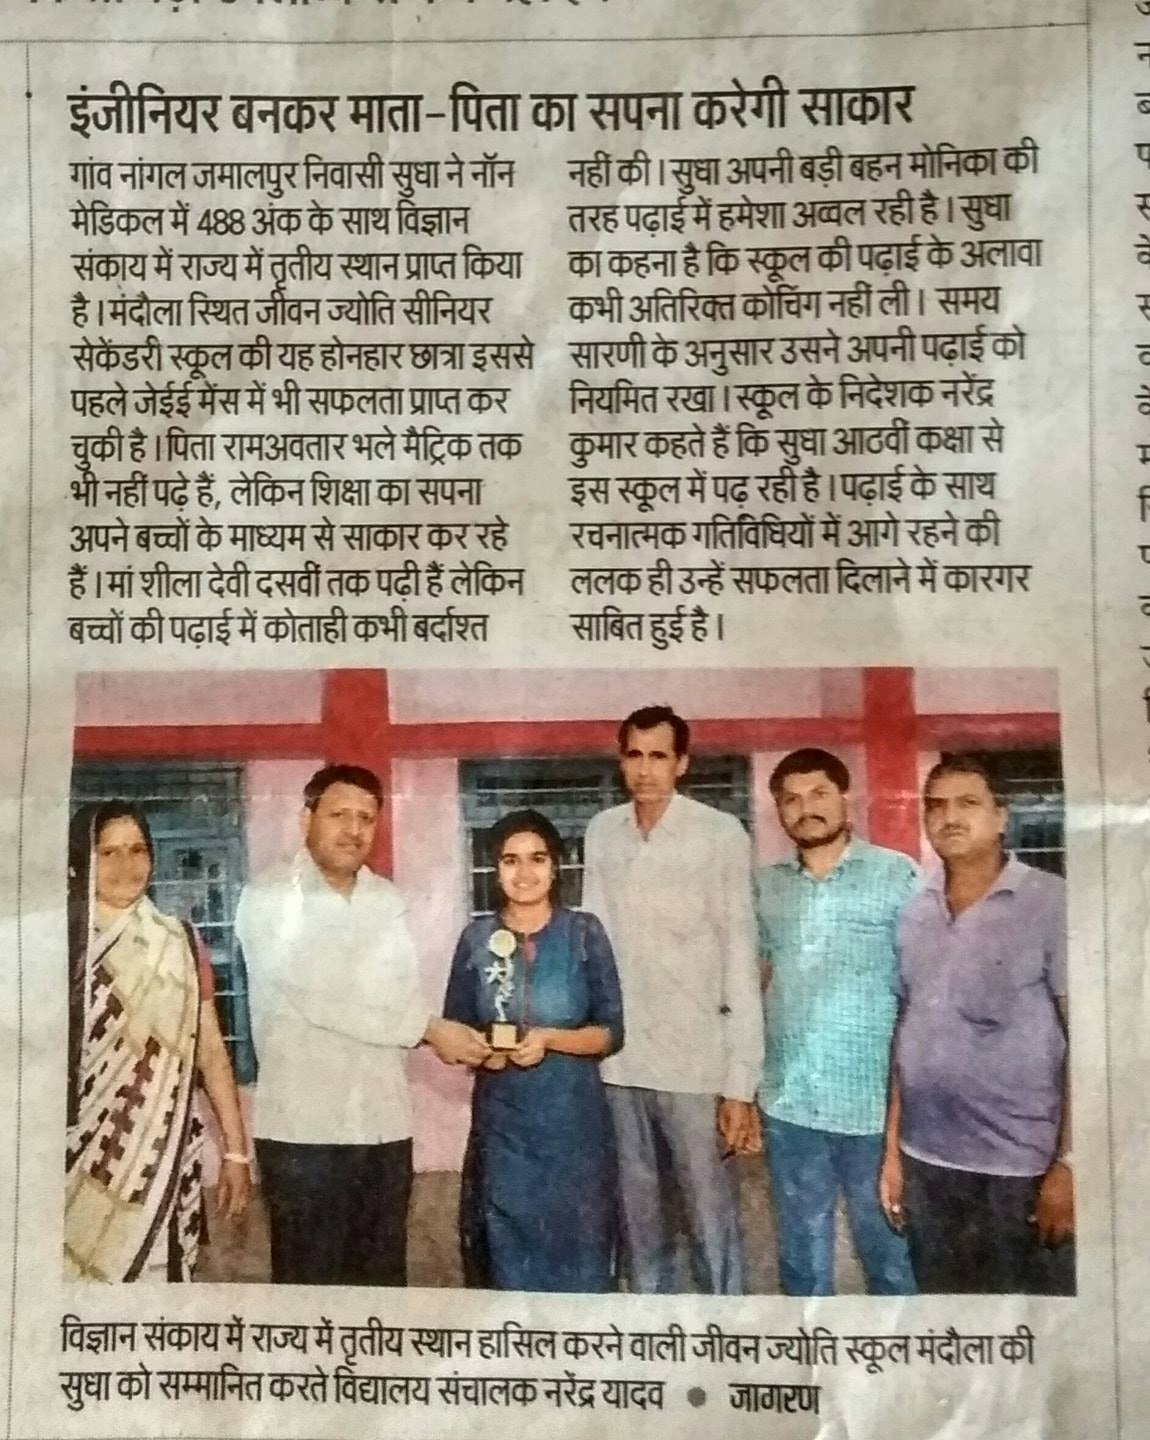 इंजीनियर बनकर माता-पिता का सपना करेगी साकार
गांव नांगल जमालपुर निवासी सुधा ने नॉन
मेडिकल में 488 अंक के साथ विज्ञान
संकाय में राज्य में तृतीय स्थान प्राप्त किया
है। मंदौला स्थित जीवन ज्योति सीनियर
सेकेंडरी स्कूल की यह होनहार छात्रा इससे
पहले जेईई मेंस में भी सफलता प्राप्त कर
चुकी है। पिता रामअवतार भले मैट्रिक तक
भी नहीं पढ़े हैं, लेकिन शिक्षा का सपना
अपने बच्चों के माध्यम से साकार कर रहे
हैं। मां शीला देवी दसवीं तक पढ़ी हैं लेकिन
बच्चों की पढ़ाई में कोताही कभी बर्दाश्त
नहीं की। सुधा अपनी बड़ी बहन मोनिका की
तरह पढ़ाई में हमेशा अव्वल रही है। सुधा
का कहना है कि स्कूल की पढ़ाई के अलावा
कभी अतिरिक्त कोचिंग नहीं ली। समय
सारणी के अनुसार उसने अपनी पढ़ाई को
नियमित रखा। स्कूल के निदेशक नरेंद्र
कुमार कहते हैं कि सुधा आठवीं कक्षा से
इस स्कूल में पढ़ रही है। पढ़ाई के साथ
रचनात्मक गतिविधियों में आगे रहने की
ललक ही उन्हें सफलता दिलाने में कारगर
साबित हुई है।
विज्ञान संकाय में राज्य में तृतीय स्थान हासिल करने वाली जीवन ज्योति स्कूल मंदौला की
सुधा को सम्मानित करते विद्यालय संचालक नरेंद्र यादव ● जागरण